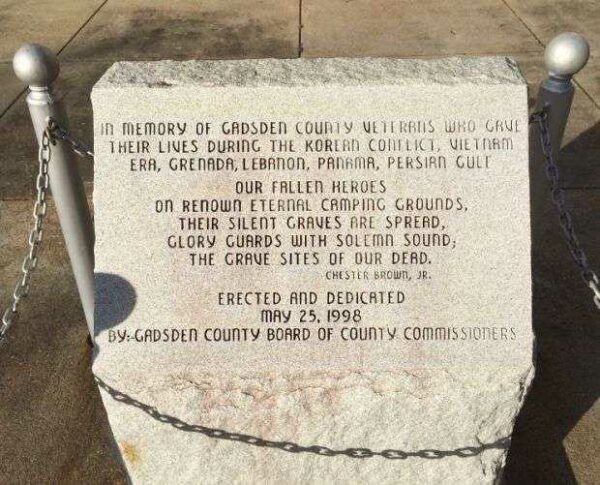 IN MEMORY OF GADSDEN COUNTY VETERANS WHO GAVE
THEIR LIVES DURING THE KOREAN CONFLICT, VIETNAM
ERA, GRENADA, LEBANON, PANAMA, PERSIAN GULF
OUR FALLEN HEROES
ON RENOWN ETERNAL CAMPING GROUNDS,
THEIR SILENT GRAVES ARE SPREAD,
GLORY GUARDS WITH SOLEMN SOUND;
THE GRAVE SITES OF OUR DEAD.
CHESTER BROWN, JR.
ERECTED AND DEDICATED
MAY 25, 1998
BY:-GADSDEN COUNTY BOARD OF COUNTY COMMISSIONERS